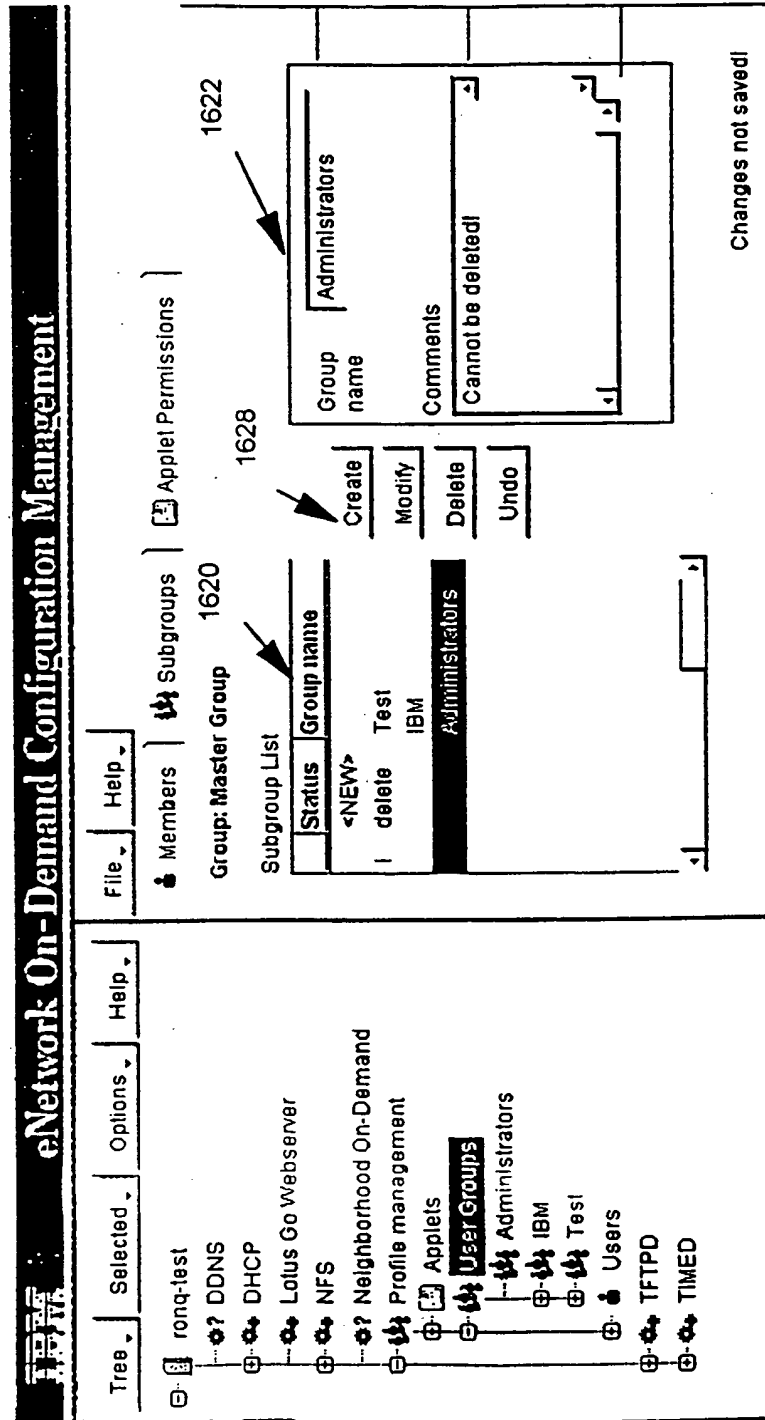 IBM eNetwork On-Demand Configuration Management
Tree Selected Options Help
ronq-test
? DDNS
DHCP
Lotus Go Webserver
NFS
? Neighborhood On-Demand
Profile management
Applets
User Groups
Administrators
IBM
Test
Users
TFTPD
TIMED
File Help
Members Subgroups Applet Permissions
Group: Master Group
1620
1628
1622
Subgroup List
Status Group name
<NEW>
! delete Test
IBM
Administrators
Create
Modify
Delete
Undo
Group
name
Administrators
Comments
Cannot be deleted!
Changes not saved!